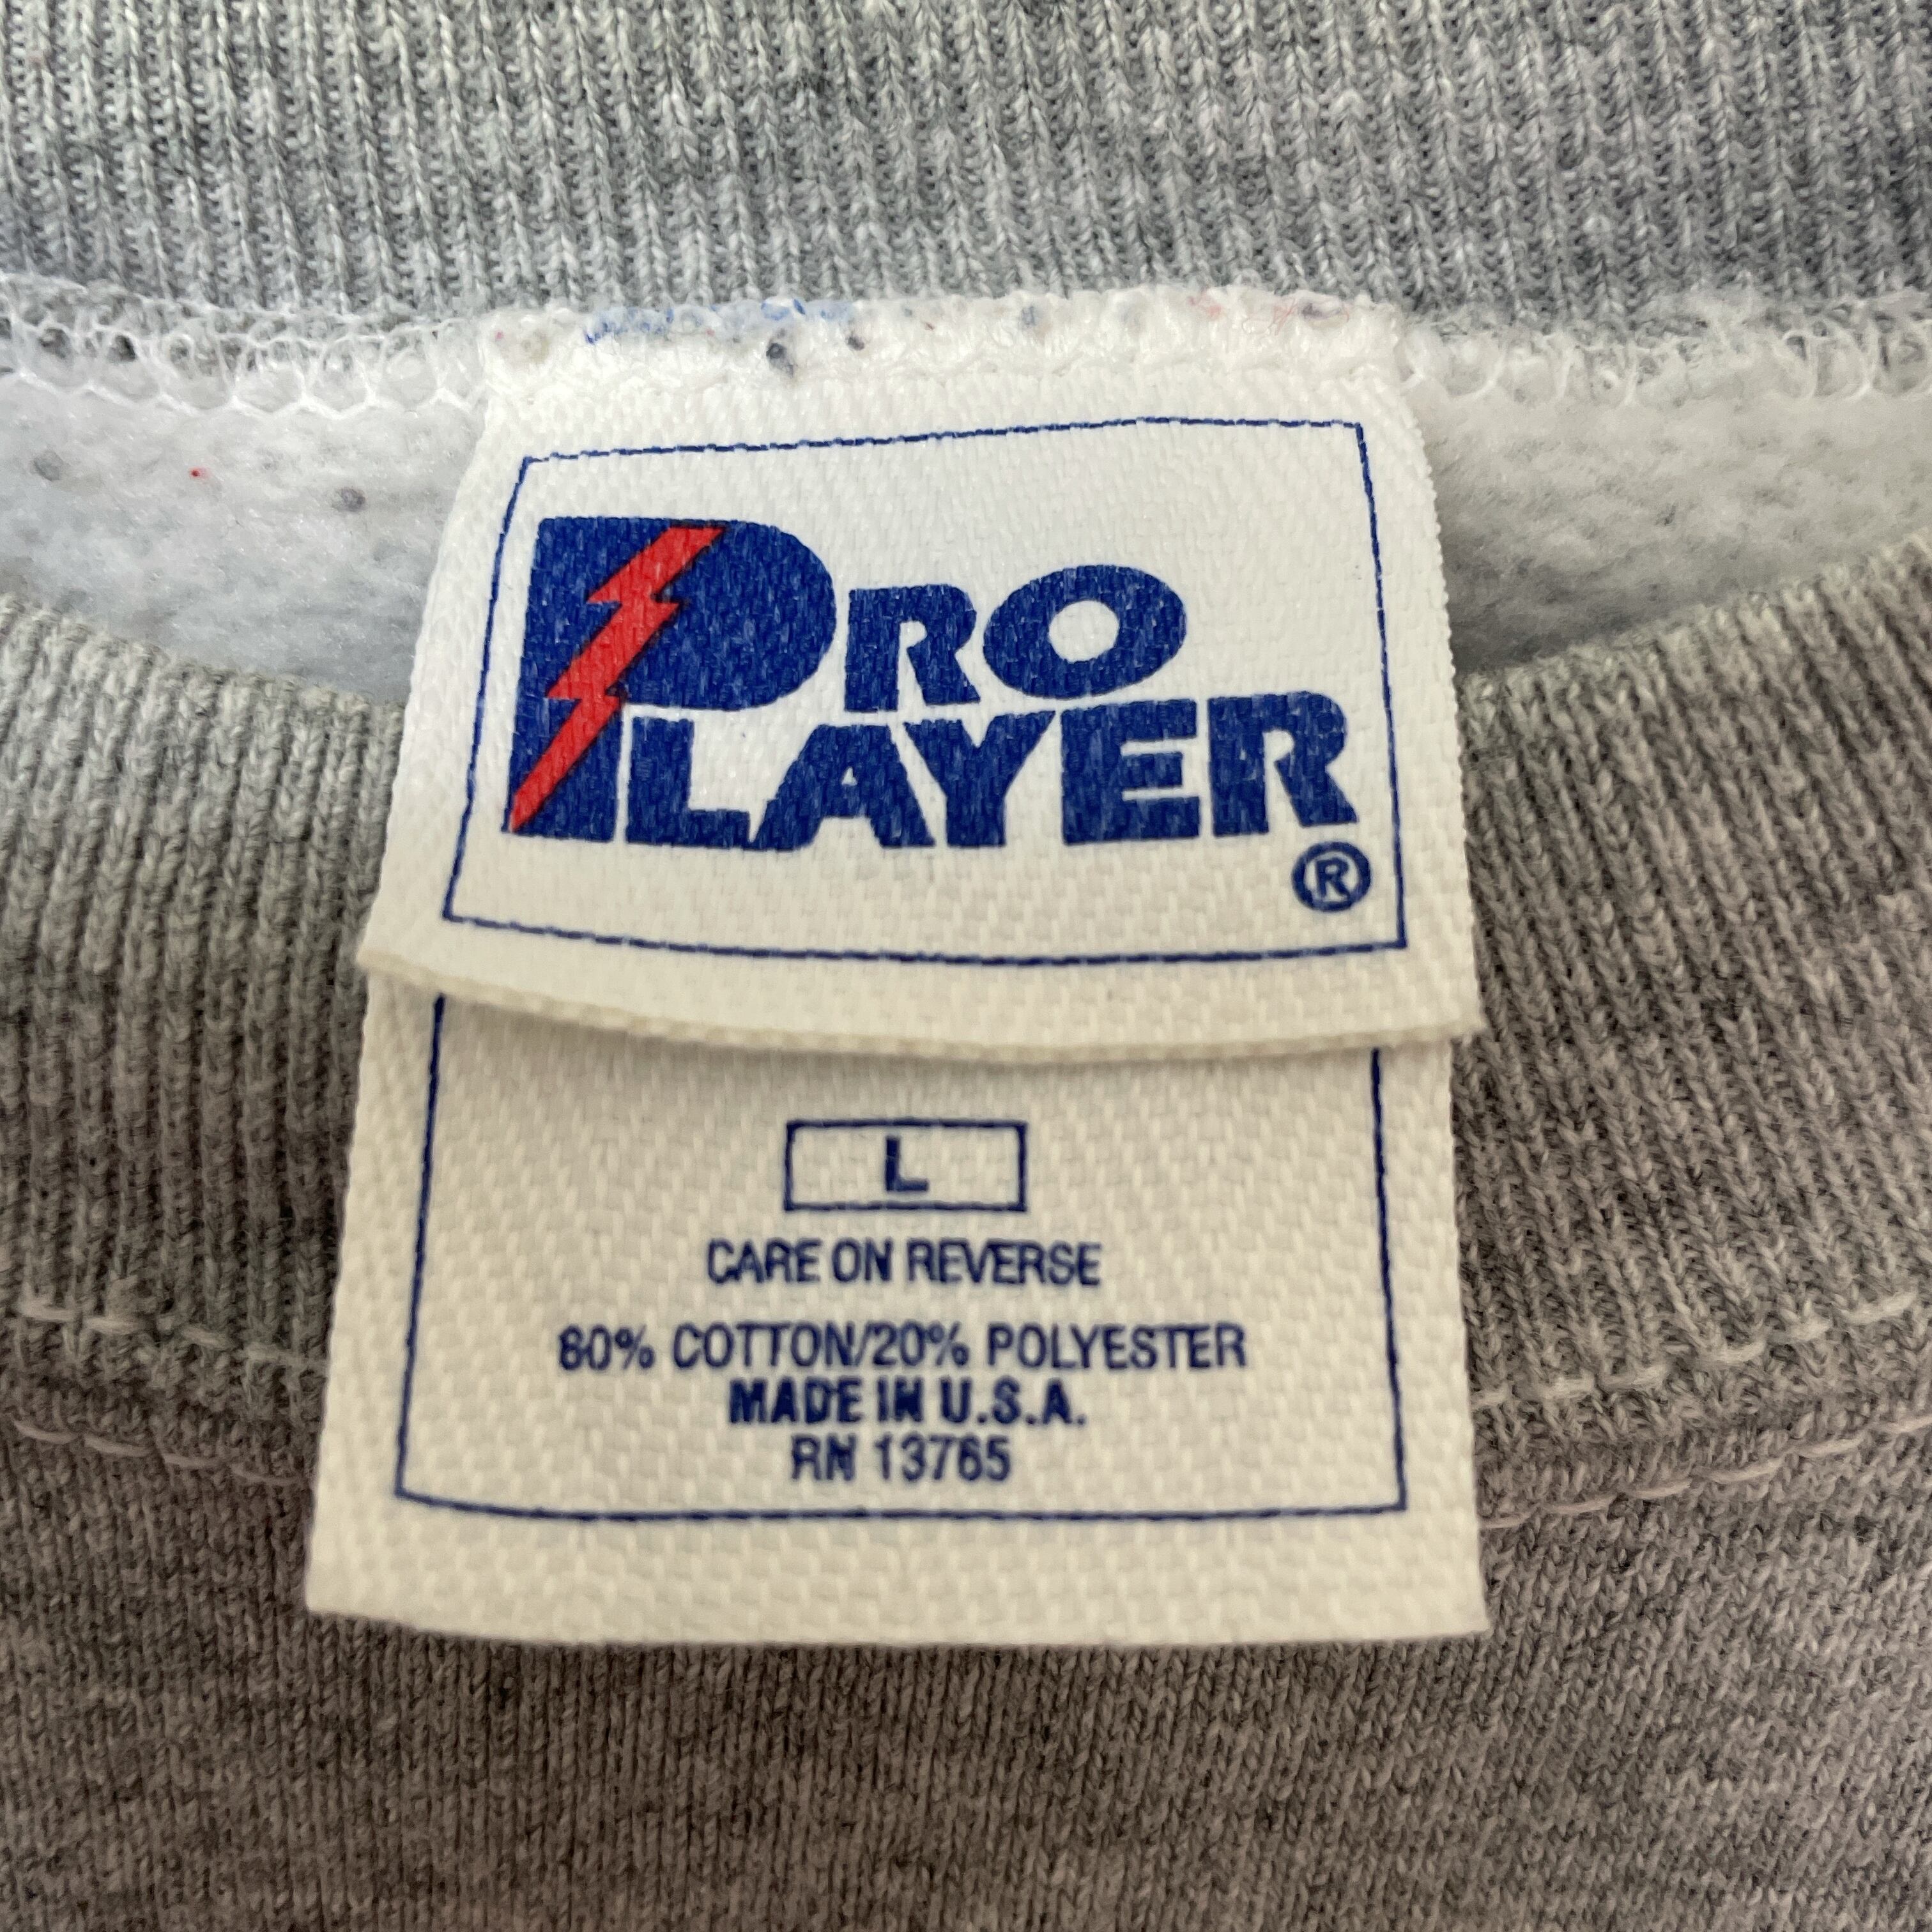 PRO
PLAYER
®
L
CARE ON REVERSE
80% COTTON/20% POLYESTER
MADE IN U.S.A.
RN 13765